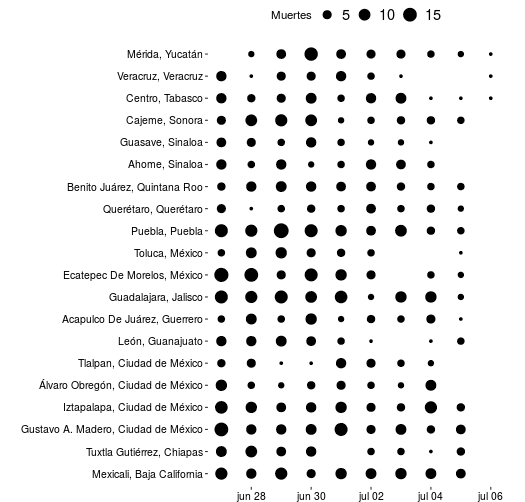 Muertes 5 10 15
Mérida, Yucatán
Veracruz, Veracruz
Centro, Tabasco
Cajeme, Sonora
Guasave, Sinaloa
Ahome, Sinaloa
Benito Juárez, Quintana Roo
Querétaro, Querétaro
Puebla, Puebla
Toluca, México
Ecatepec De Morelos, México
Guadalajara, Jalisco
Acapulco De Juárez, Guerrero
León, Guanajuato
Tlalpan, Ciudad de México
Álvaro Obregón, Ciudad de México
Iztapalapa, Ciudad de México
Gustavo A. Madero, Ciudad de México
Tuxtla Gutiérrez, Chiapas
Mexicali, Baja California
jun 28 jun 30 jul 02 jul 04 jul 06